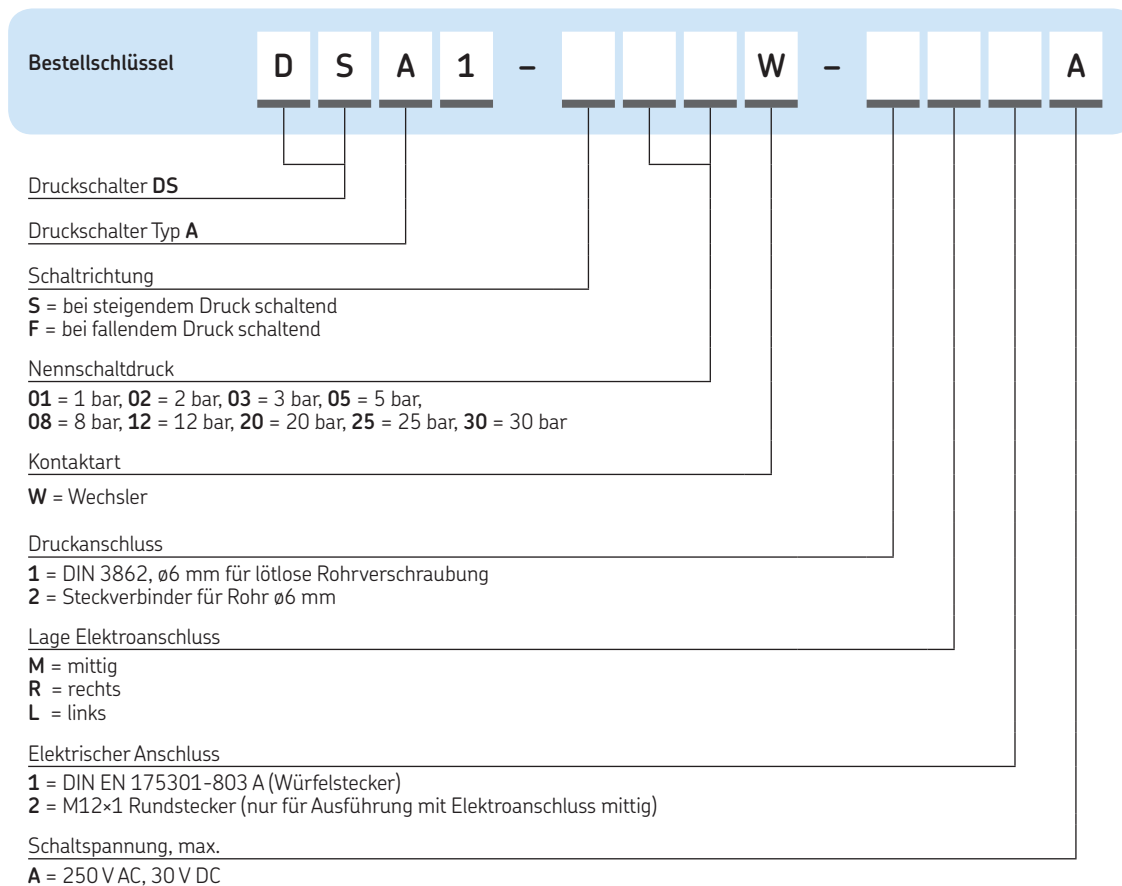 Bestellschlüssel D S A 1 – W – A
Druckschalter DS
Druckschalter Typ A
Schaltrichtung
S = bei steigendem Druck schaltend
F = bei fallendem Druck schaltend
Nennschaltdruck
01 = 1 bar, 02 = 2 bar, 03 = 3 bar, 05 = 5 bar,
08 = 8 bar, 12 = 12 bar, 20 = 20 bar, 25 = 25 bar, 30 = 30 bar
Kontaktart
W = Wechsler
Druckanschluss
1 = DIN 3862, ø6 mm für lötlose Rohrverschraubung
2 = Steckverbinder für Rohr ø6 mm
Lage Elektroanschluss
M = mittig
R = rechts
L = links
Elektrischer Anschluss
1 = DIN EN 175301-803 A (Würfelstecker)
2 = M12×1 Rundstecker (nur für Ausführung mit Elektroanschluss mittig)
Schaltspannung, max.
A = 250 V AC, 30 V DC